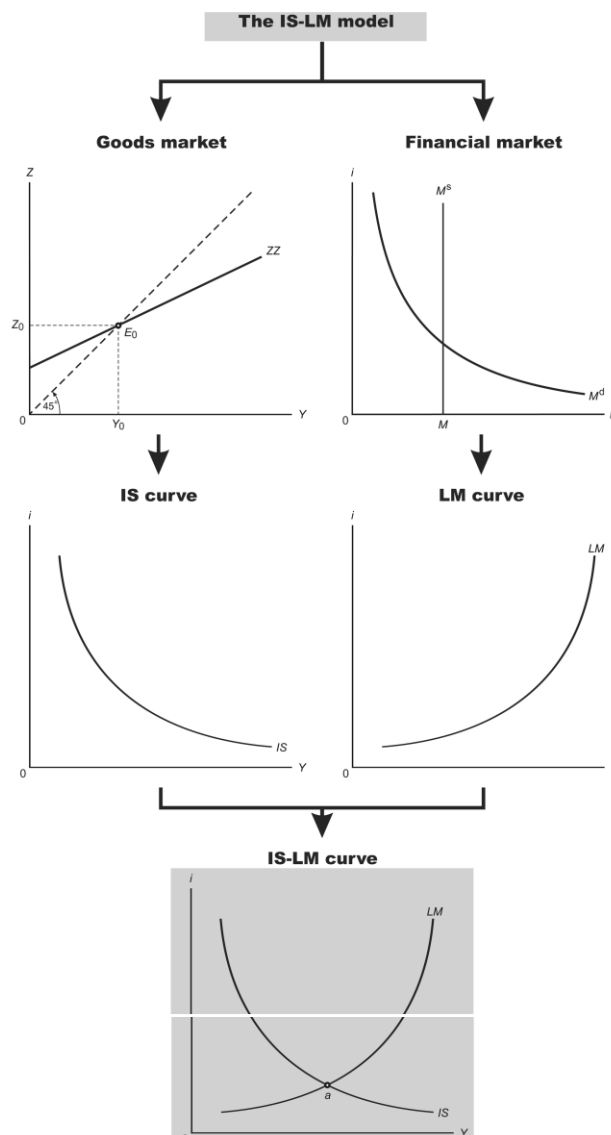 The IS-LM model
Goods market
Financial market
Z
ZZ
Z0
E0
45°
0
Y0
Y
i
Ms
Md
0
M
IS curve
LM curve
i
IS
0
Y
i
LM
0
IS-LM curve
i
LM
a
IS
Y